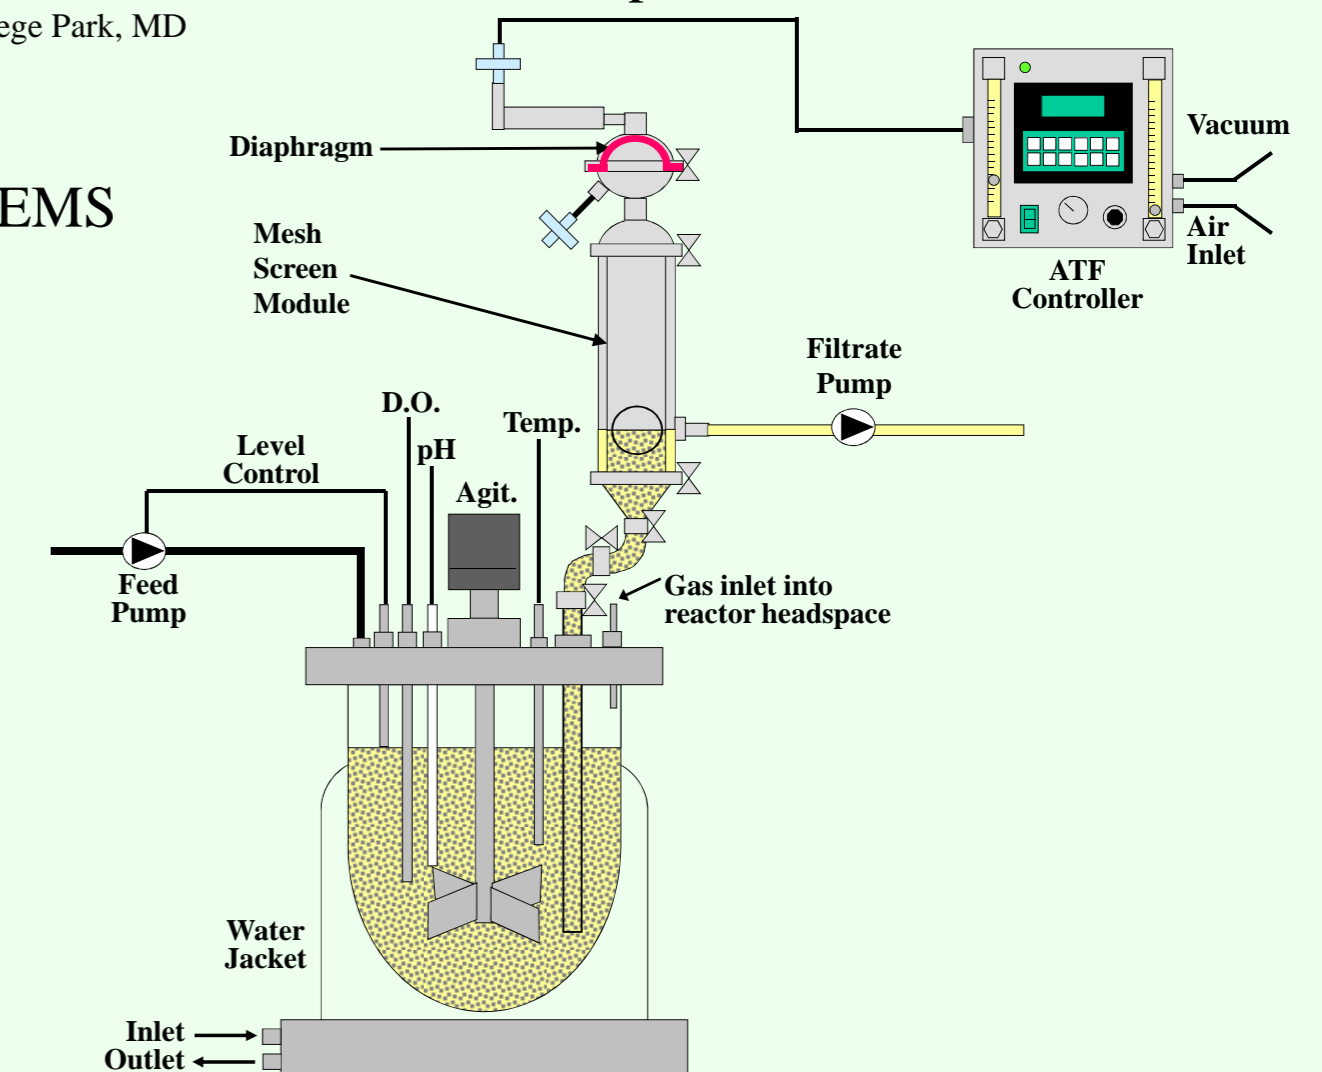 ege Park, MD
EMS
Diaphragm
Vacuum
Air
Inlet
ATF
Controller
Mesh
Screen
Module
Filtrate
Pump
D.O.
Temp.
pH
Level
Control
Agit.
Feed
Pump
Gas inlet into
reactor headspace
Water
Jacket
Inlet
Outlet